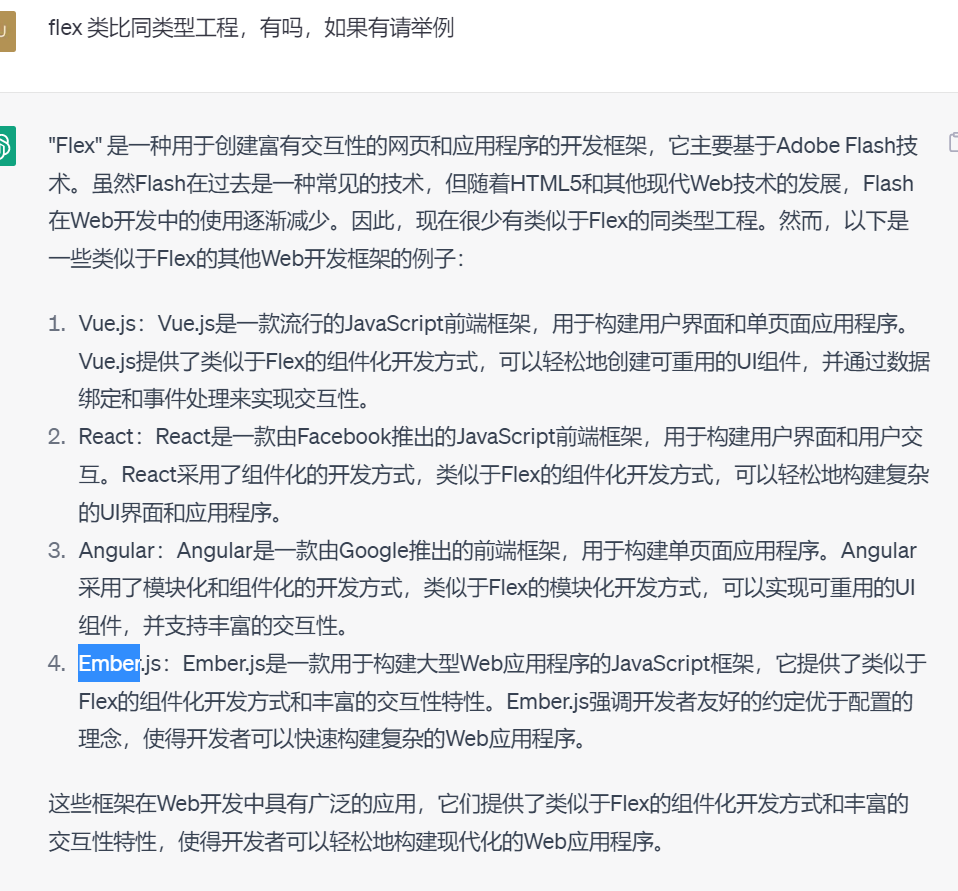 U
flex 类比同类型工程，有吗，如果有请举例
"Flex" 是一种用于创建富有交互性的网页和应用程序的开发框架，它主要基于Adobe Flash技
术。虽然Flash在过去是一种常见的技术，但随着HTML5和其他现代Web技术的发展，Flash
在Web开发中的使用逐渐减少。因此，现在很少有类似于Flex的同类型工程。然而，以下是
一些类似于Flex的其他Web开发框架的例子：
1. Vue.js：Vue.js是一款流行的JavaScript前端框架，用于构建用户界面和单页面应用程序。
Vue.js提供了类似于Flex的组件化开发方式，可以轻松地创建可重用的UI组件，并通过数据
绑定和事件处理来实现交互性。
2. React：React是一款由Facebook推出的JavaScript前端框架，用于构建用户界面和用户交
互。React采用了组件化的开发方式，类似于Flex的组件化开发方式，可以轻松地构建复杂
的UI界面和应用程序。
3. Angular：Angular是一款由Google推出的前端框架，用于构建单页面应用程序。Angular
采用了模块化和组件化的开发方式，类似于Flex的模块化开发方式，可以实现可重用的UI
组件，并支持丰富的交互性。
4. Ember.js：Ember.js是一款用于构建大型Web应用程序的JavaScript框架，它提供了类似于
Flex的组件化开发方式和丰富的交互性特性。Ember.js强调开发者友好的约定优于配置的
理念，使得开发者可以快速构建复杂的Web应用程序。
这些框架在Web开发中具有广泛的应用，它们提供了类似于Flex的组件化开发方式和丰富的
交互性特性，使得开发者可以轻松地构建现代化的Web应用程序。